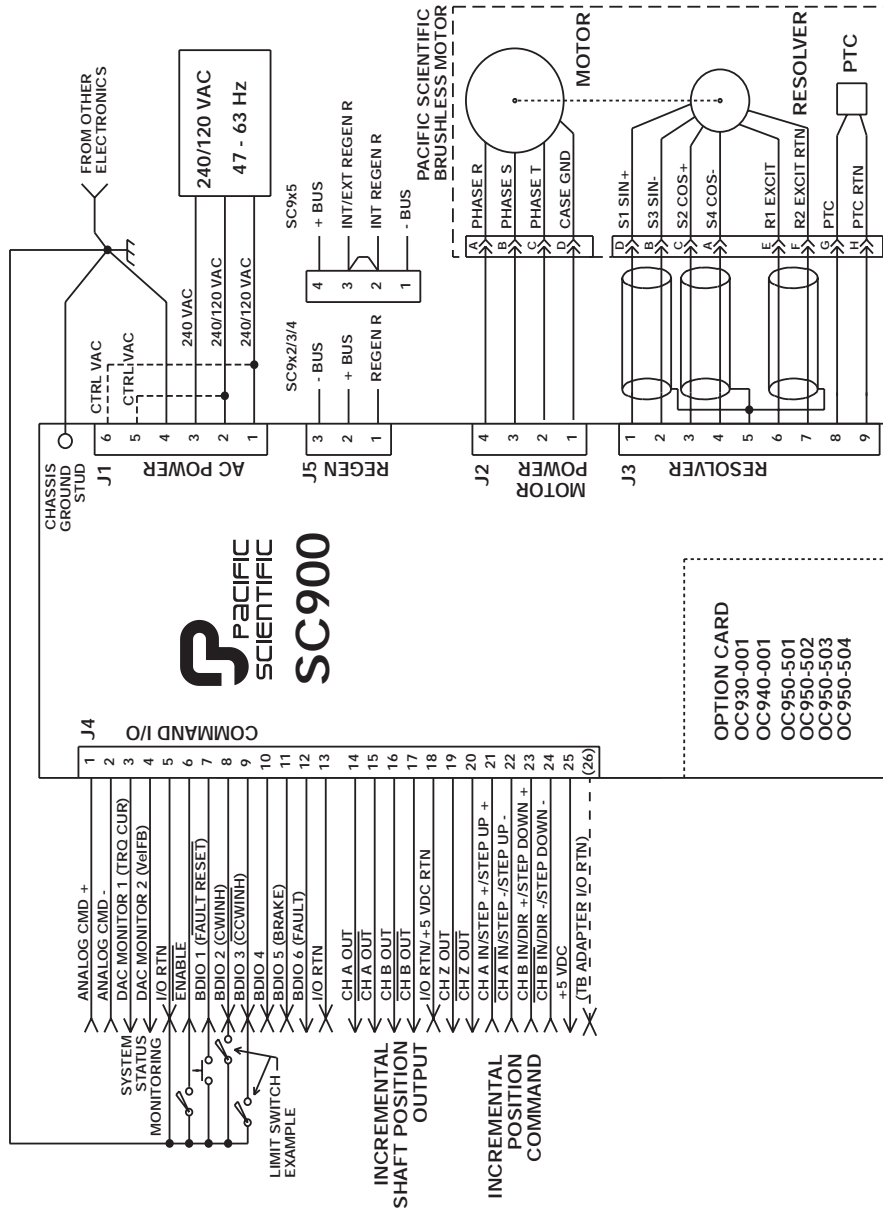 FROM OTHER
ELECTRONICS
240/120 VAC
47 - 63 Hz
CHASSIS
GROUND
STUD
J1
AC POWER
6
5
4
3
2
1
CTRL VAC
CTRL VAC
240 VAC
240/120 VAC
240/120 VAC
J5
REGEN
3
2
1
SC9x2/3/4
- BUS
+ BUS
REGEN R
SC9x5
4
3
2
1
+ BUS
INT/EXT REGEN R
INT REGEN R
- BUS
PACIFIC SCIENTIFIC
BRUSHLESS MOTOR
J2
MOTOR
POWER
4
3
2
1
A
B
C
D
PHASE R
PHASE S
PHASE T
CASE GND
MOTOR
J3
RESOLVER
1
2
3
4
5
6
7
8
9
D
B
C
A
E
F
G
H
S1 SIN+
S3 SIN-
S2 COS+
S4 COS-
R1 EXCIT
R2 EXCIT RTN
PTC
PTC RTN
RESOLVER
PTC
PACIFIC
SCIENTIFIC
SC900
OPTION CARD
OC930-001
OC940-001
OC950-501
OC950-502
OC950-503
OC950-504
J4
COMMAND I/O
1
2
3
4
5
6
7
8
9
10
11
12
13
14
15
16
17
18
19
20
21
22
23
24
25
(26)
ANALOG CMD +
ANALOG CMD -
DAC MONITOR 1 (TRQ CUR)
DAC MONITOR 2 (VelFB)
I/O RTN
ENABLE
BDIO 1 (FAULT RESET)
BDIO 2 (CWINH)
BDIO 3 (CCWINH)
BDIO 4
BDIO 5 (BRAKE)
BDIO 6 (FAULT)
I/O RTN
CH A OUT
CH A OUT
CH B OUT
CH B OUT
I/O RTN/+5 VDC RTN
CH Z OUT
CH Z OUT
CH A IN/STEP +/STEP UP +
CH A IN/STEP -/STEP UP -
CH B IN/DIR +/STEP DOWN +
CH B IN/DIR -/STEP DOWN -
+5 VDC
(TB ADAPTER I/O RTN)
SYSTEM
STATUS
MONITORING
LIMIT SWITCH
EXAMPLE
INCREMENTAL
SHAFT POSITION
OUTPUT
INCREMENTAL
POSITION
COMMAND